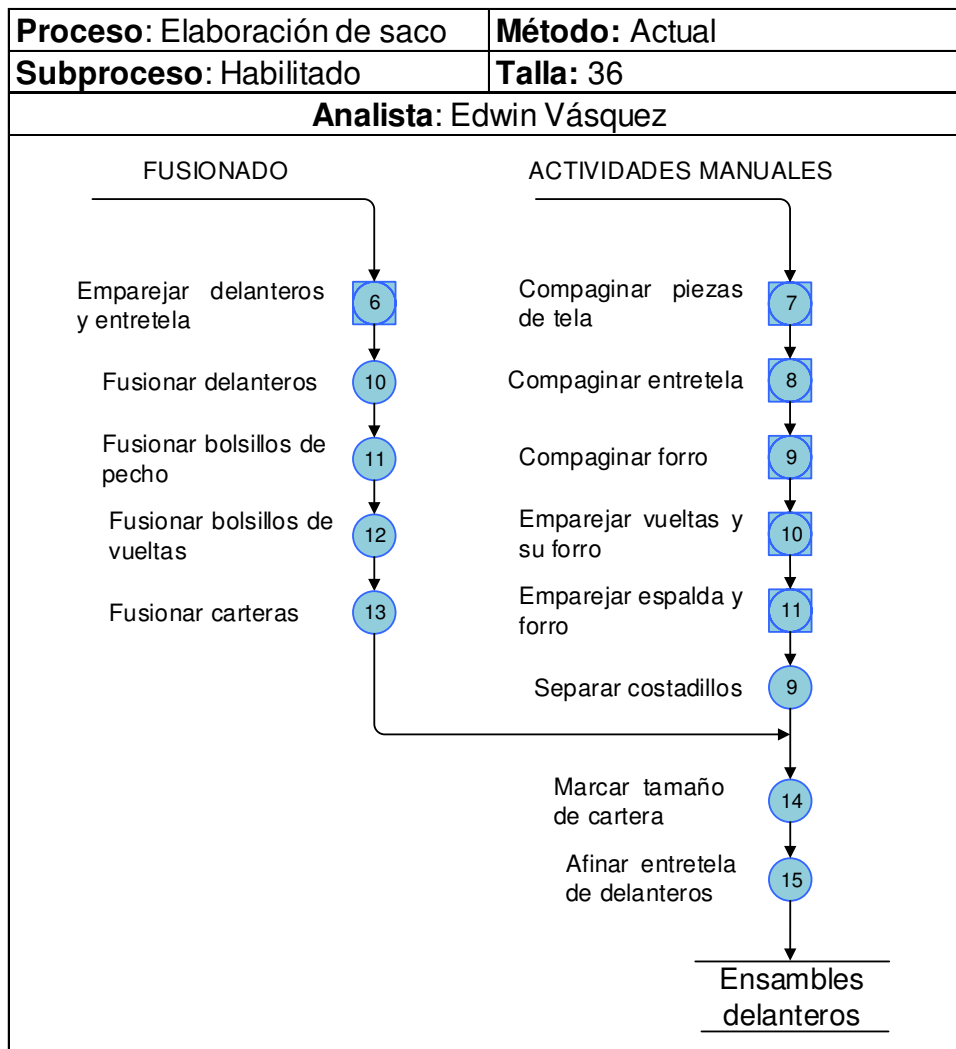 Proceso: Elaboración de saco
Método: Actual
Subproceso: Habilitado
Talla: 36
Analista: Edwin Vásquez
FUSIONADO
Emparejar delanteros
y entretela
6
Fusionar delanteros
10
Fusionar bolsillos de
pecho
11
Fusionar bolsillos de
vueltas
12
Fusionar carteras
13
ACTIVIDADES MANUALES
Compaginar piezas
de tela
7
Compaginar entretela
8
Compaginar forro
9
Emparejar vueltas y
su forro
10
Emparejar espalda y
forro
11
Separar costadillos
9
Marcar tamaño
de cartera
14
Afinar entretela
de delanteros
15
Ensambles
delanteros